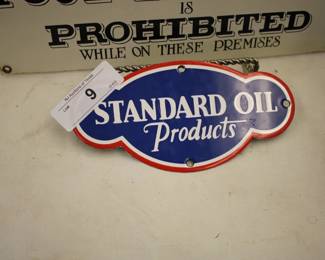 IS
PROHIBITED
WHILE ON THESE PREMISES
9
STANDARD OIL
Products